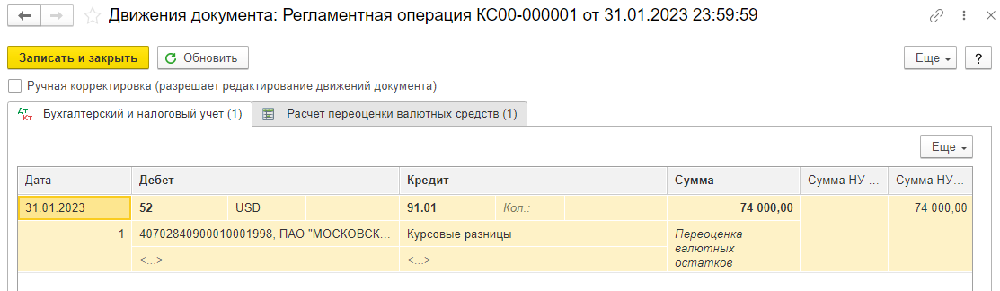 Движения документа: Регламентная операция КС00-000001 от 31.01.2023 23:59:59
Записать и закрыть Обновить Еще ?
Ручная корректировка (разрешает редактирование движений документа)
Дт Кт Бухгалтерский и налоговый учет (1) Расчет переоценки валютных средств (1)
Еще
Дата Дебет Кредит Сумма Сумма НУ ... Сумма НУ...
31.01.2023 52 USD 91.01 Кол.: 74 000,00 74 000,00
1 40702840900010001998, ПАО "МОСКОВСК... Курсовые разницы Переоценка
валютных
<...> <...> остатков